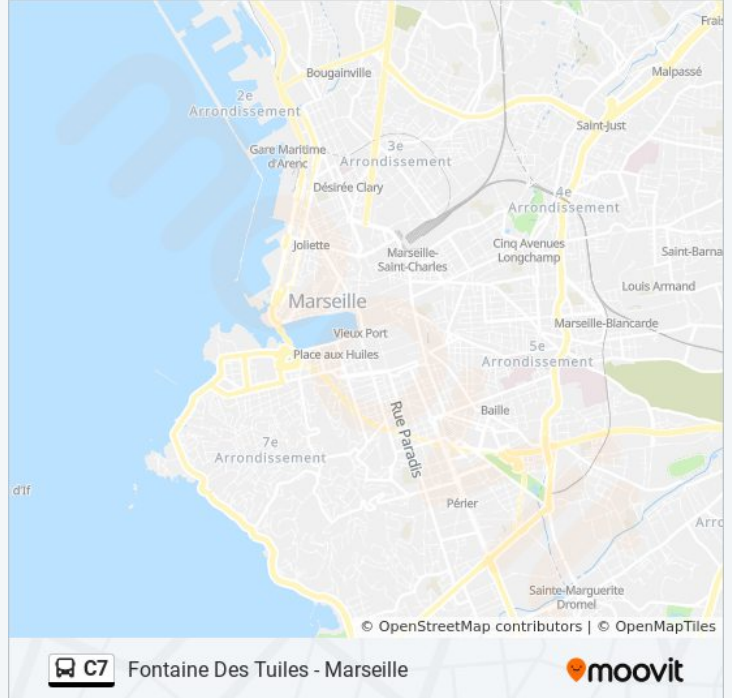 Frais
Bougainville
Malpassé
2e
Arrondissement
Saint-Just
Gare Maritime
d'Arenc
3e
Arrondissement
Désirée Clary
4e
Arrondissement
Joliette
Marseille-
Saint-Charles
Cinq Avenues
Longchamp
Saint-Barna
Louis Armand
Marseille
Marseille-Blancarde
Vieux Port
Place aux Huiles
5e
Arrondissement
Rue Paradis
Baille
7e
Arrondissement
d'If
Périer
Arro
Sainte-Marguerite
Dromel
© OpenStreetMap contributors | © OpenMapTiles
C7 Fontaine Des Tuiles - Marseille
moovit